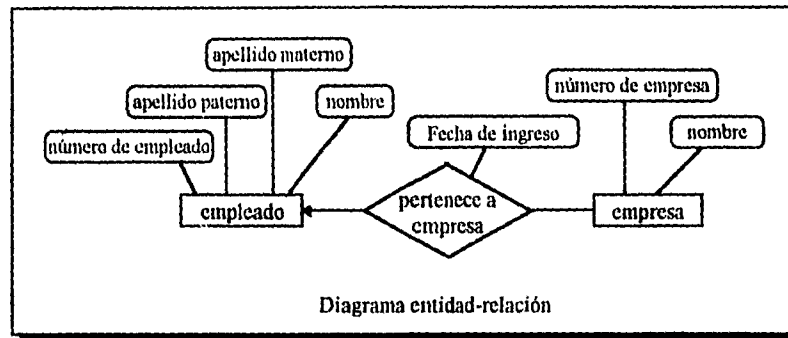 apellido materno
número de empresa
apellido paterno
nombre
Fecha de ingreso
nombre
número de empleado
empleado
pertenece a
empresa
empresa
Diagrama entidad-relación